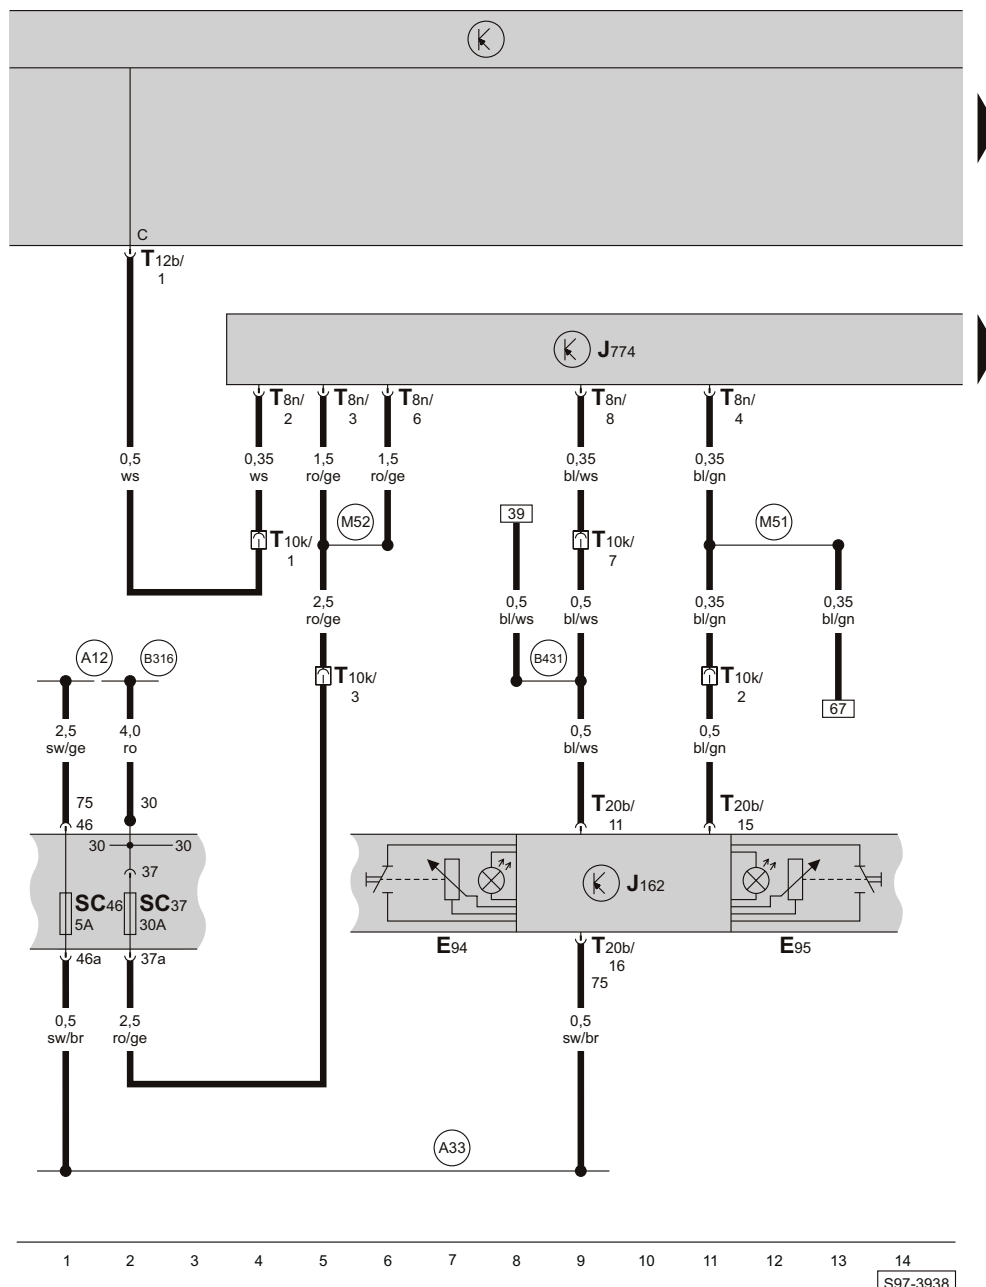 C
T12b/
1
J774
T8n/ T8n/ T8n/ T8n/ T8n/
2 3 6 8 4
0,5 0,35 1,5 1,5 0,35 0,35
ws ws ro/ge ro/ge bl/ws bl/gn
39
M52 M51
T10k/ T10k/
1 7
2,5 0,5 0,5 0,35 0,35
ro/ge bl/ws bl/ws bl/gn bl/gn
A12 B316 B431
T10k/ T10k/
3 2
67
2,5 4,0 0,5 0,5
sw/ge ro bl/ws bl/gn
75 30 T20b/ T20b/
46 11 15
30 30
37
SC46 SC37 J162
5A 30A
E94 T20b/ E95
46a 37a 16
75
0,5 2,5 0,5
sw/br ro/ge sw/br
A33
1 2 3 4 5 6 7 8 9 10 11 12 13 14
S97-3938